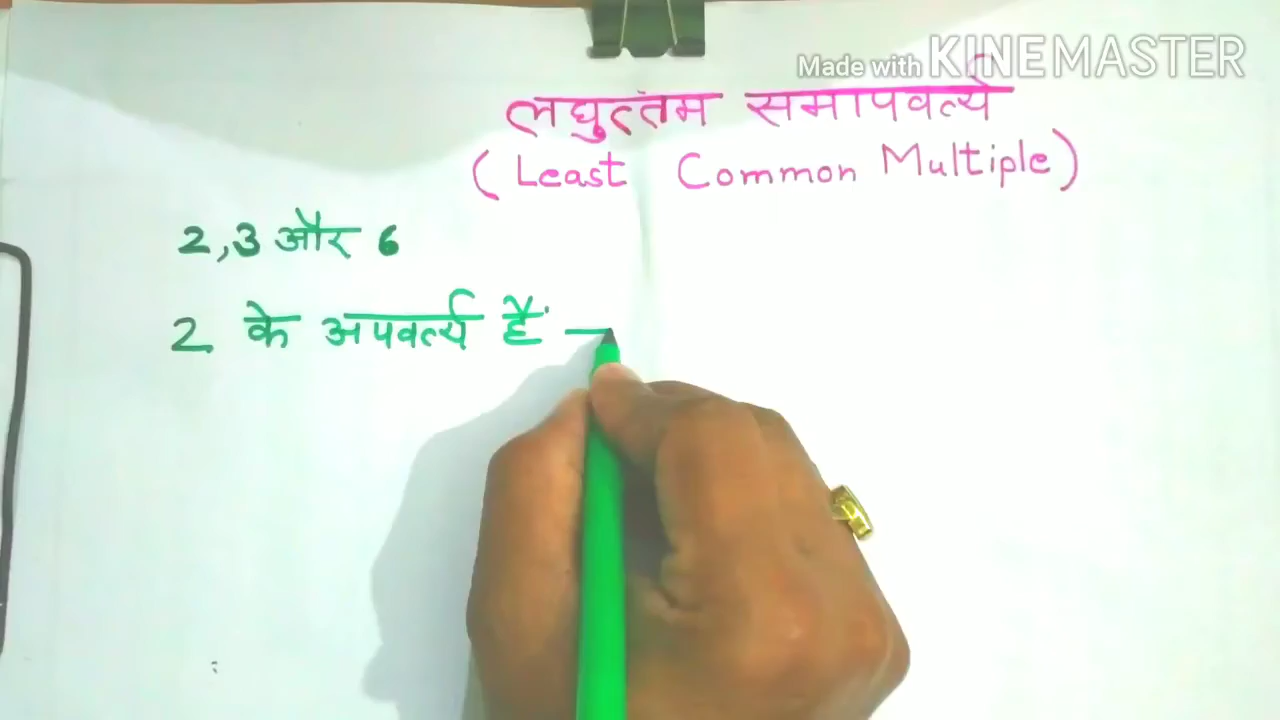 Made with KINEMASTER
लघुत्तम समापवर्त्य
(Least Common Multiple)
2,3 और 6
2 के अपवर्त्य हैं —